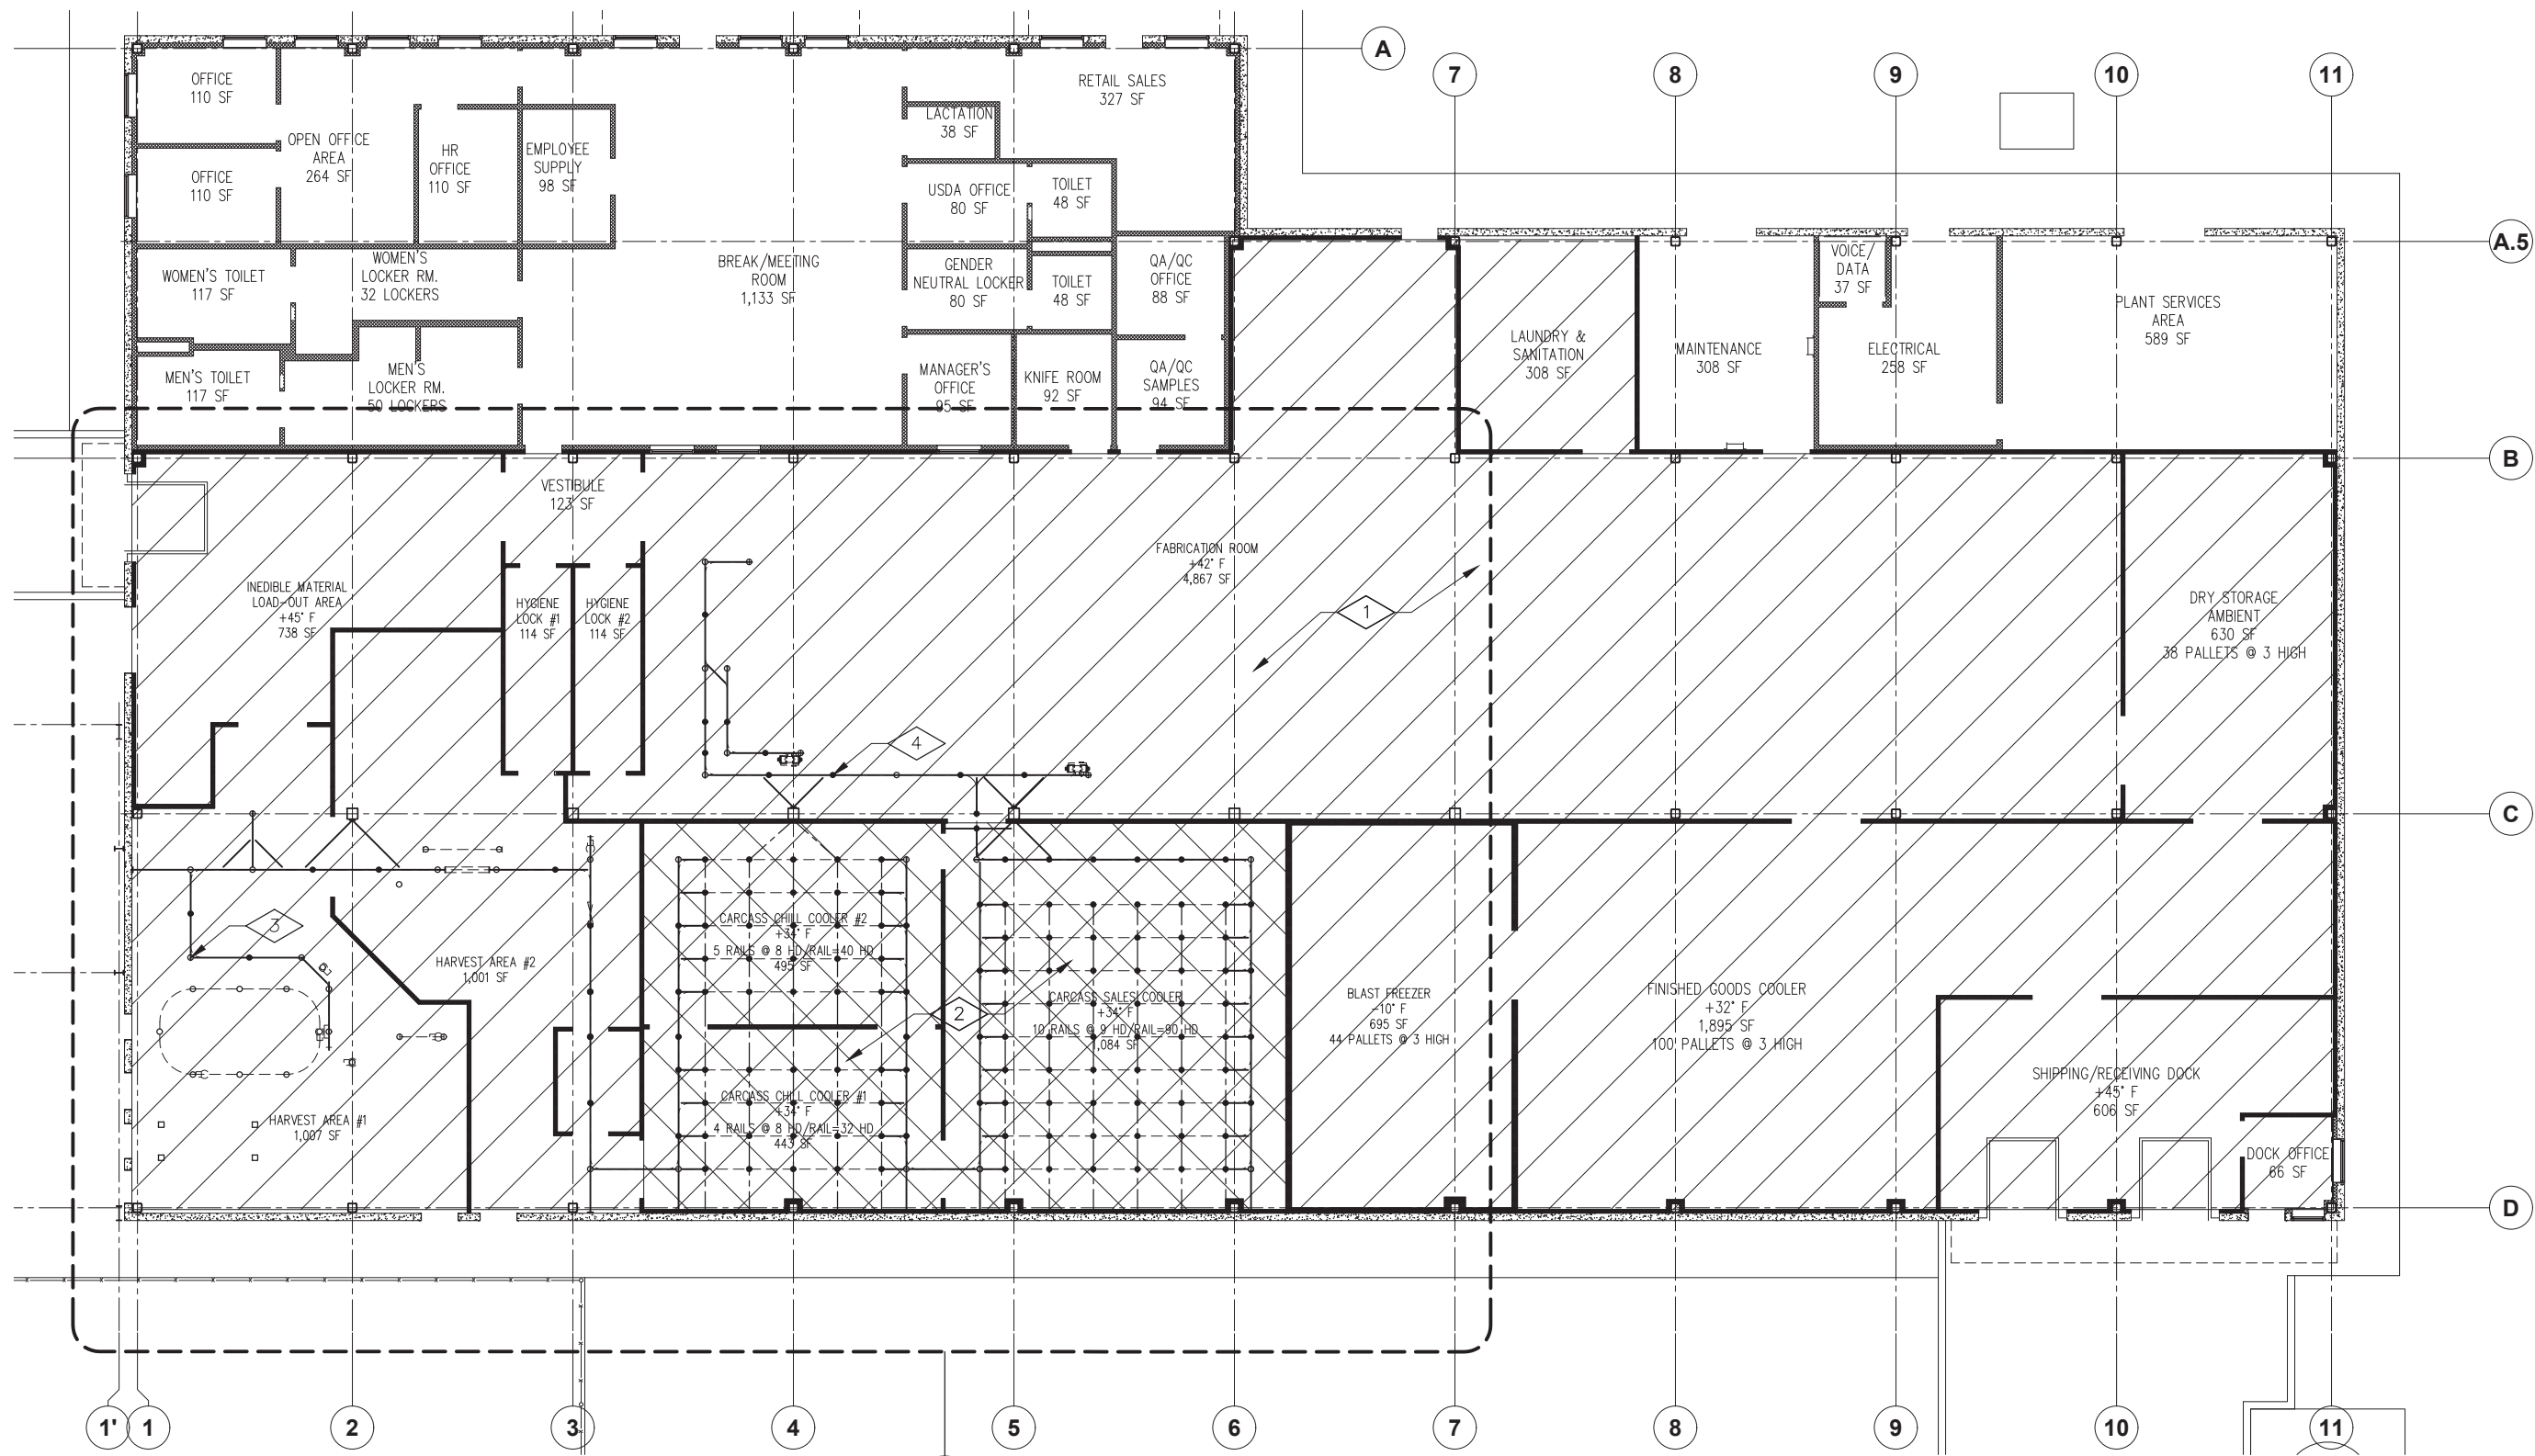 A
7
8
9
10
11
OFFICE
110 SF
OPEN OFFICE
AREA
264 SF
HR
OFFICE
110 SF
EMPLOYEE
SUPPLY
98 SF
LACTATION
38 SF
RETAIL SALES
327 SF
OFFICE
110 SF
USDA OFFICE
80 SF
TOILET
48 SF
A.5
WOMEN'S TOILET
117 SF
WOMEN'S
LOCKER RM.
32 LOCKERS
BREAK/MEETING
ROOM
1,133 SF
GENDER
NEUTRAL LOCKER
80 SF
TOILET
48 SF
QA/QC
OFFICE
88 SF
VOICE/
DATA
37 SF
PLANT SERVICES
AREA
589 SF
MEN'S TOILET
117 SF
MEN'S
LOCKER RM.
50 LOCKERS
MANAGER'S
OFFICE
95 SF
KNIFE ROOM
92 SF
QA/QC
SAMPLES
94 SF
LAUNDRY &
SANITATION
308 SF
MAINTENANCE
308 SF
ELECTRICAL
258 SF
B
VESTIBULE
123 SF
INEDIBLE MATERIAL
LOAD-OUT AREA
+45° F
738 SF
HYGIENE
LOCK #1
114 SF
HYGIENE
LOCK #2
114 SF
FABRICATION ROOM
+42° F
4,867 SF
1
DRY STORAGE
AMBIENT
630 SF
38 PALLETS @ 3 HIGH
4
C
3
HARVEST AREA #2
1,001 SF
CARCASS CHILL COOLER #2
+34° F
5 RAILS @ 8 HD/RAIL=40 HD
495 SF
2
CARCASS SALES COOLER
+34° F
10 RAILS @ 9 HD/RAIL=90 HD
1,084 SF
BLAST FREEZER
-10° F
695 SF
44 PALLETS @ 3 HIGH
FINISHED GOODS COOLER
+32° F
1,895 SF
100 PALLETS @ 3 HIGH
HARVEST AREA #1
1,007 SF
CARCASS CHILL COOLER #1
+34° F
4 RAILS @ 8 HD/RAIL=32 HD
443 SF
SHIPPING/RECEIVING DOCK
+45° F
606 SF
DOCK OFFICE
66 SF
D
1'
1
2
3
4
5
6
7
8
9
10
11